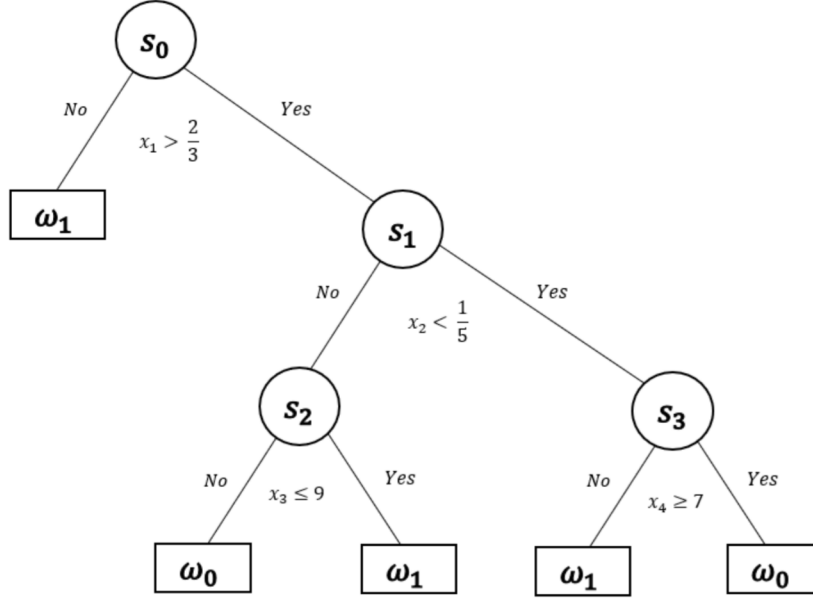 s₀
No
Yes
x₁ > 2/3
ω₁
s₁
No
Yes
x₂ < 1/5
s₂
s₃
No
Yes
x₃ ≤ 9
No
Yes
x₄ ≥ 7
ω₀
ω₁
ω₁
ω₀